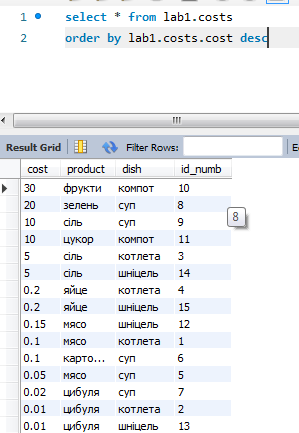 1 select * from lab1.costs
2 order by lab1.costs.cost desc
Result Grid Filter Rows: E
cost product dish id_numb
30 фрукти компот 10
20 зелень суп 8
10 сіль суп 9
8
10 цукор компот 11
5 сіль котлета 3
5 сіль шніцель 14
0.2 яйце котлета 4
0.2 яйце шніцель 15
0.15 мясо шніцель 12
0.1 мясо котлета 1
0.1 карто... суп 6
0.05 мясо суп 5
0.02 цибуля суп 7
0.01 цибуля котлета 2
0.01 цибуля шніцель 13